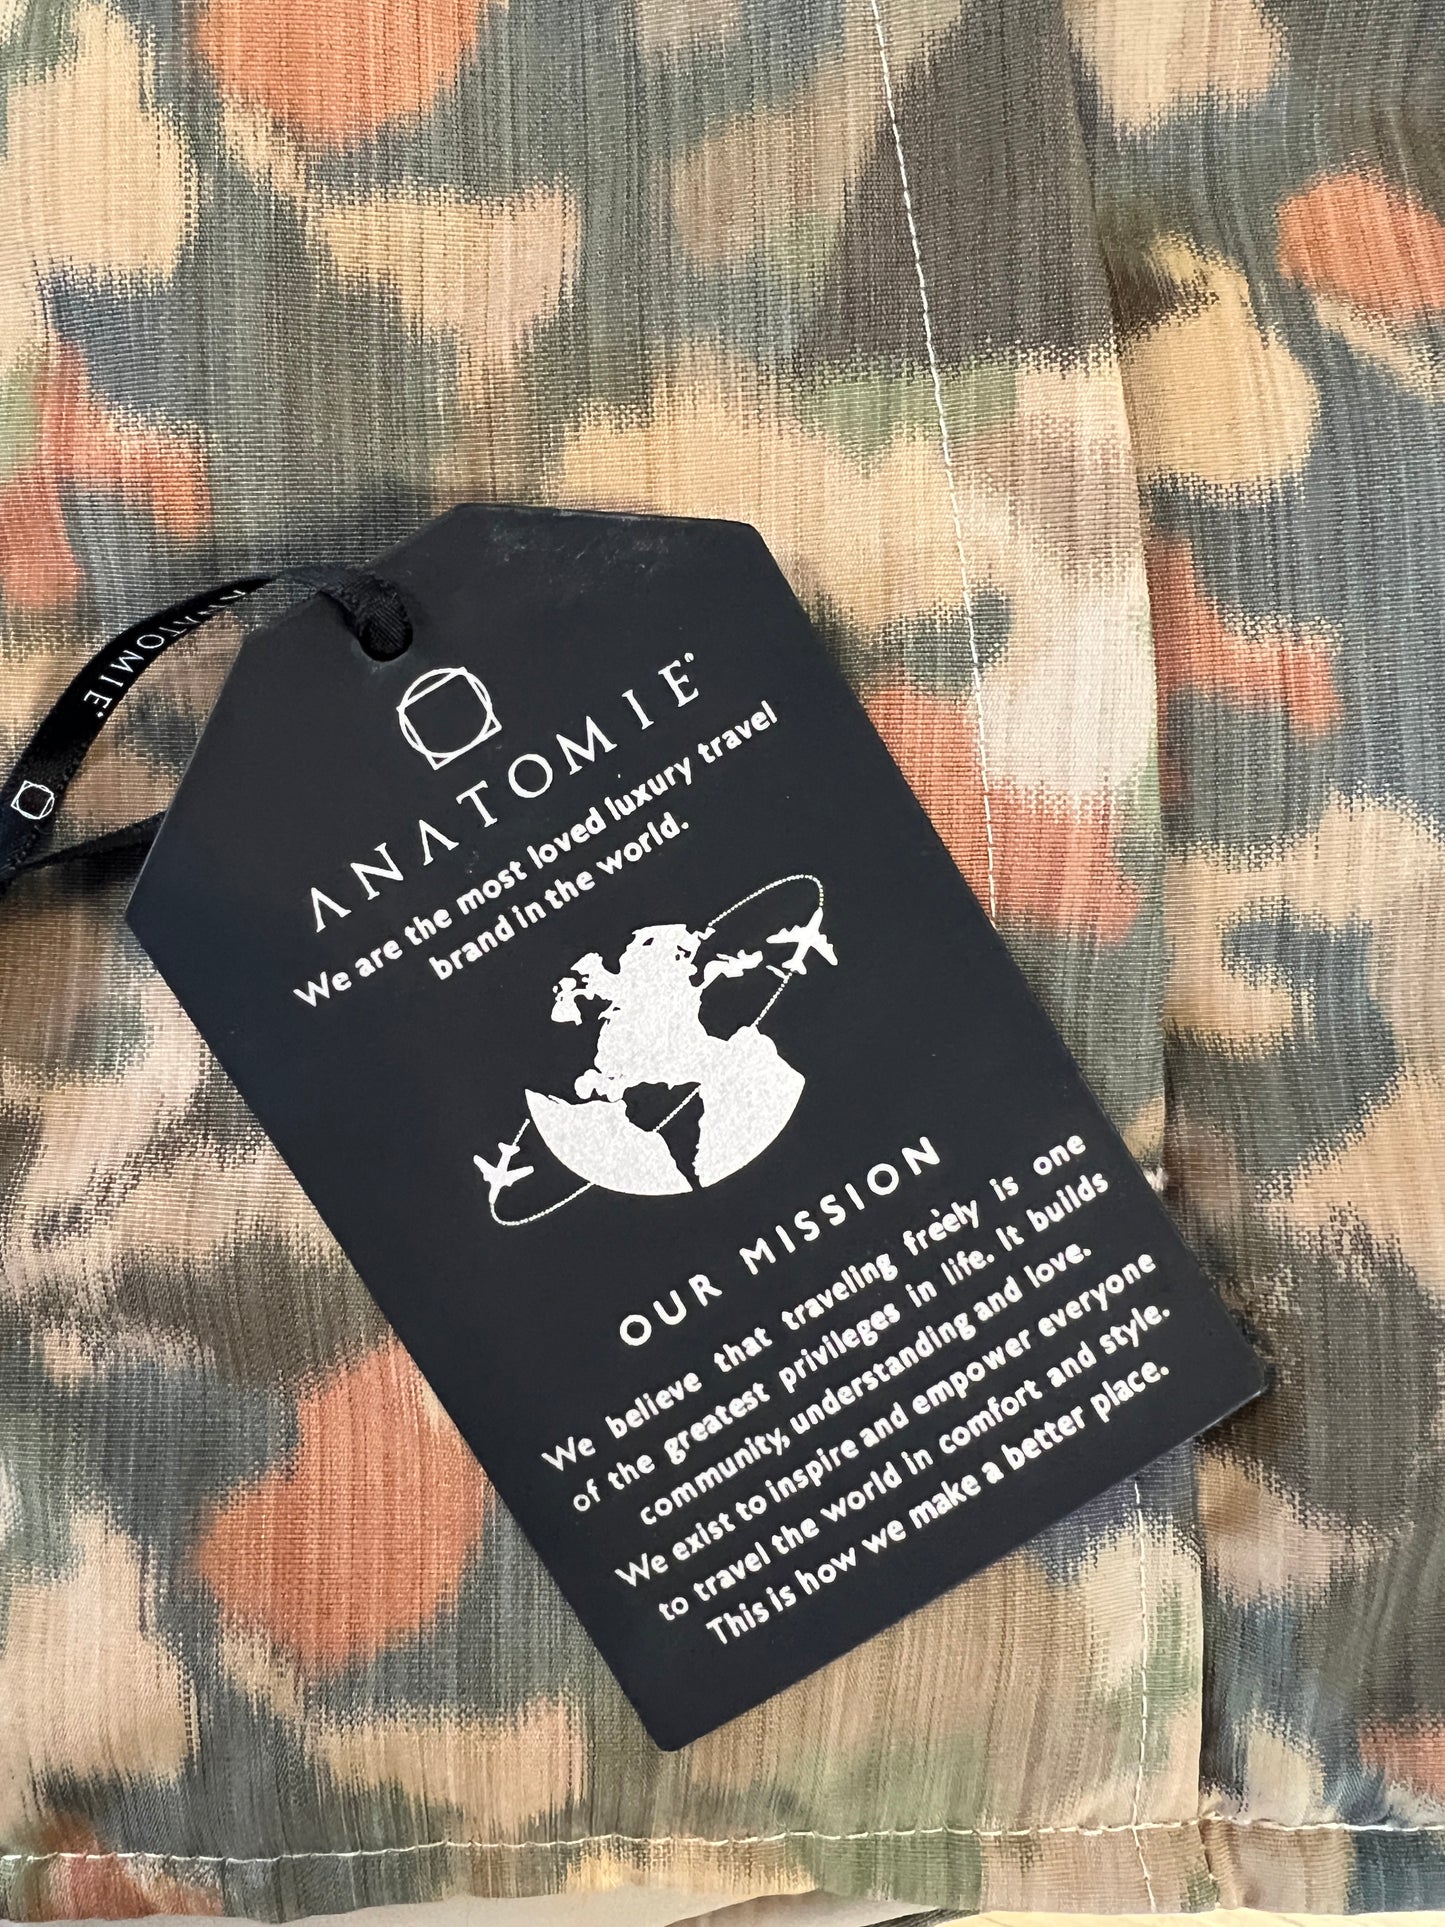 ANATOMIE®
ANATOMIE®
We are the most loved luxury travel
brand in the world.
OUR MISSION
We believe that traveling freely is one
of the greatest privileges in life. It builds
community, understanding and love.
We exist to inspire and empower everyone
to travel the world in comfort and style.
This is how we make a better place.